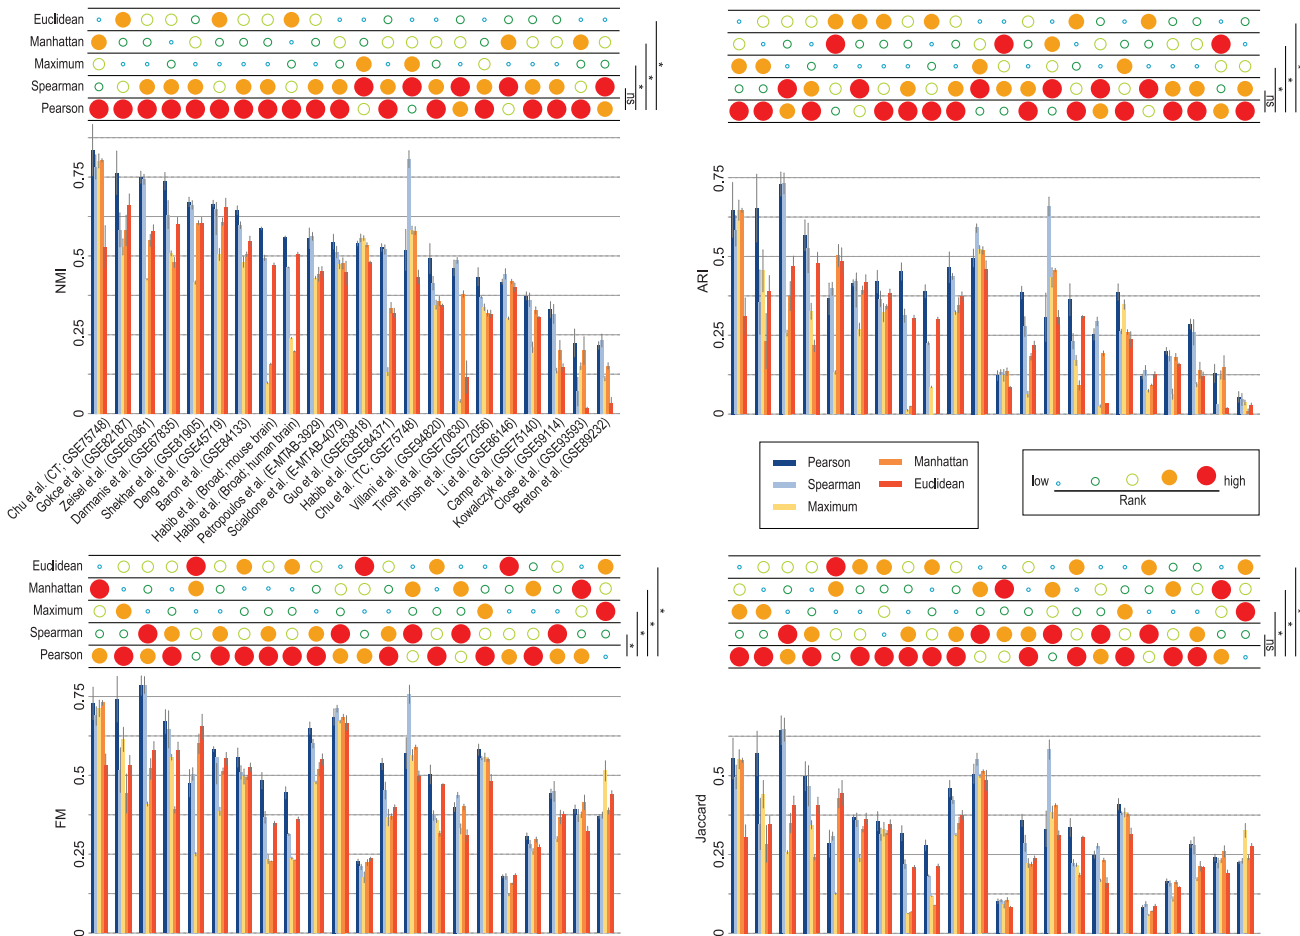 Euclidean
Manhattan
Maximum
Spearman
Pearson
ns
*
*
*
0.75
0.5
0.25
0
NMI
Chu et al. (CT; GSE75748)
Gokce et al. (GSE82187)
Zeisel et al. (GSE60361)
Darmanis et al. (GSE67835)
Shekhar et al. (GSE81905)
Deng et al. (GSE45719)
Baron et al. (GSE84133)
Habib et al. (Broad; mouse brain)
Habib et al. (Broad; human brain)
Petropoulos et al. (E-MTAB-3929)
Scialdone et al. (E-MTAB-4079)
Guo et al. (GSE63818)
Habib et al. (GSE84371)
Chu et al. (TC, GSE75748)
Villani et al. (GSE94820)
Tirosh et al. (GSE70630)
Tirosh et al. (GSE72056)
Li et al. (GSE86146)
Camp et al. (GSE75140)
Kowalczyk et al. (GSE59114)
Close et al. (GSE93593)
Breton et al. (GSE89232)
ns
*
*
*
0.75
0.5
0.25
0
ARI
Pearson
Spearman
Maximum
Manhattan
Euclidean
low
high
Rank
Euclidean
Manhattan
Maximum
Spearman
Pearson
*
*
*
*
0.75
0.5
0.25
0
FM
ns
*
*
*
0.5
0.25
0
Jaccard